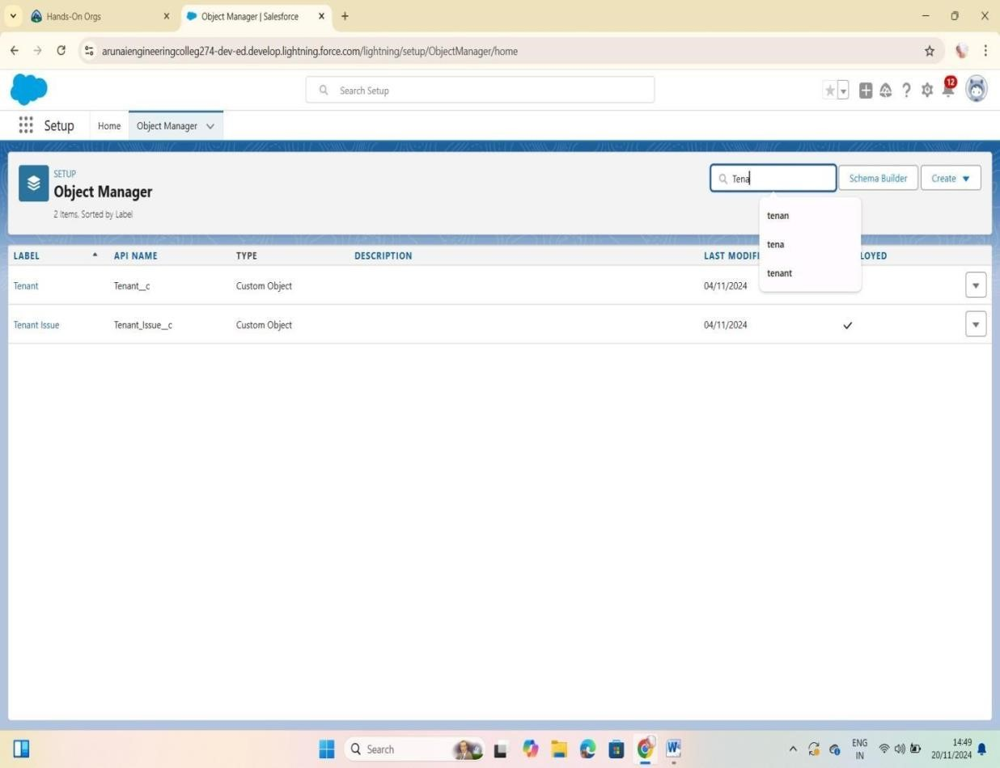 Hands-On Orgs
Object Manager | Salesforce
arunaiengineeringcolleg274-dev-ed.develop.lightning.force.com/lightning/setup/ObjectManager/home
Search Setup
12
Setup
Home
Object Manager
SETUP
Object Manager
2 Items, Sorted by Label
Tena
Schema Builder
Create
tenan
tena
tenant
LABEL API NAME TYPE DESCRIPTION LAST MODIFI LOYED
Tenant Tenant__c Custom Object 04/11/2024
Tenant Issue Tenant_Issue__c Custom Object 04/11/2024
Search
ENG
IN
14:49
20/11/2024